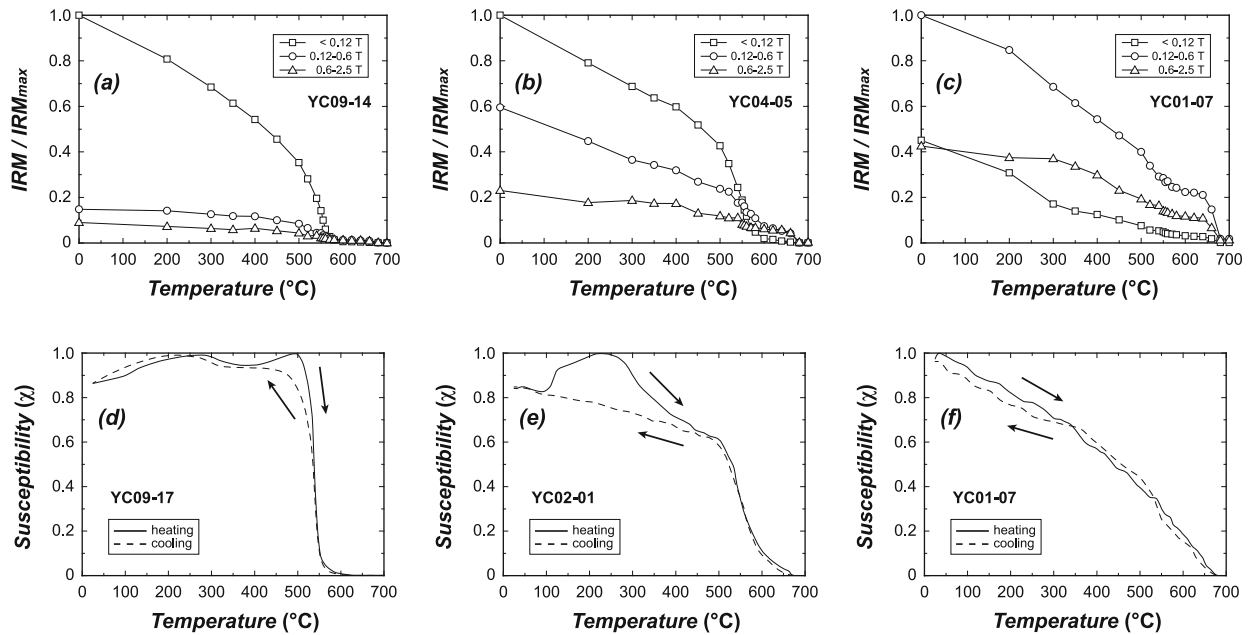 1.0
0.8
0.6
0.4
0.2
0
IRM / IRMmax
(a)
< 0.12 T
0.12-0.6 T
0.6-2.5 T
YC09-14
0 100 200 300 400 500 600 700
Temperature (°C)
1.0
0.8
0.6
0.4
0.2
0
IRM / IRMmax
(b)
< 0.12 T
0.12-0.6 T
0.6-2.5 T
YC04-05
0 100 200 300 400 500 600 700
Temperature (°C)
1.0
0.8
0.6
0.4
0.2
0
IRM / IRMmax
(c)
< 0.12 T
0.12-0.6 T
0.6-2.5 T
YC01-07
0 100 200 300 400 500 600 700
Temperature (°C)
1.0
0.8
0.6
0.4
0.2
0
Susceptibility (χ)
(d)
YC09-17
heating
cooling
0 100 200 300 400 500 600 700
Temperature (°C)
1.0
0.8
0.6
0.4
0.2
0
Susceptibility (χ)
(e)
YC02-01
heating
cooling
0 100 200 300 400 500 600 700
Temperature (°C)
1.0
0.8
0.6
0.4
0.2
0
Susceptibility (χ)
(f)
YC01-07
heating
cooling
0 100 200 300 400 500 600 700
Temperature (°C)